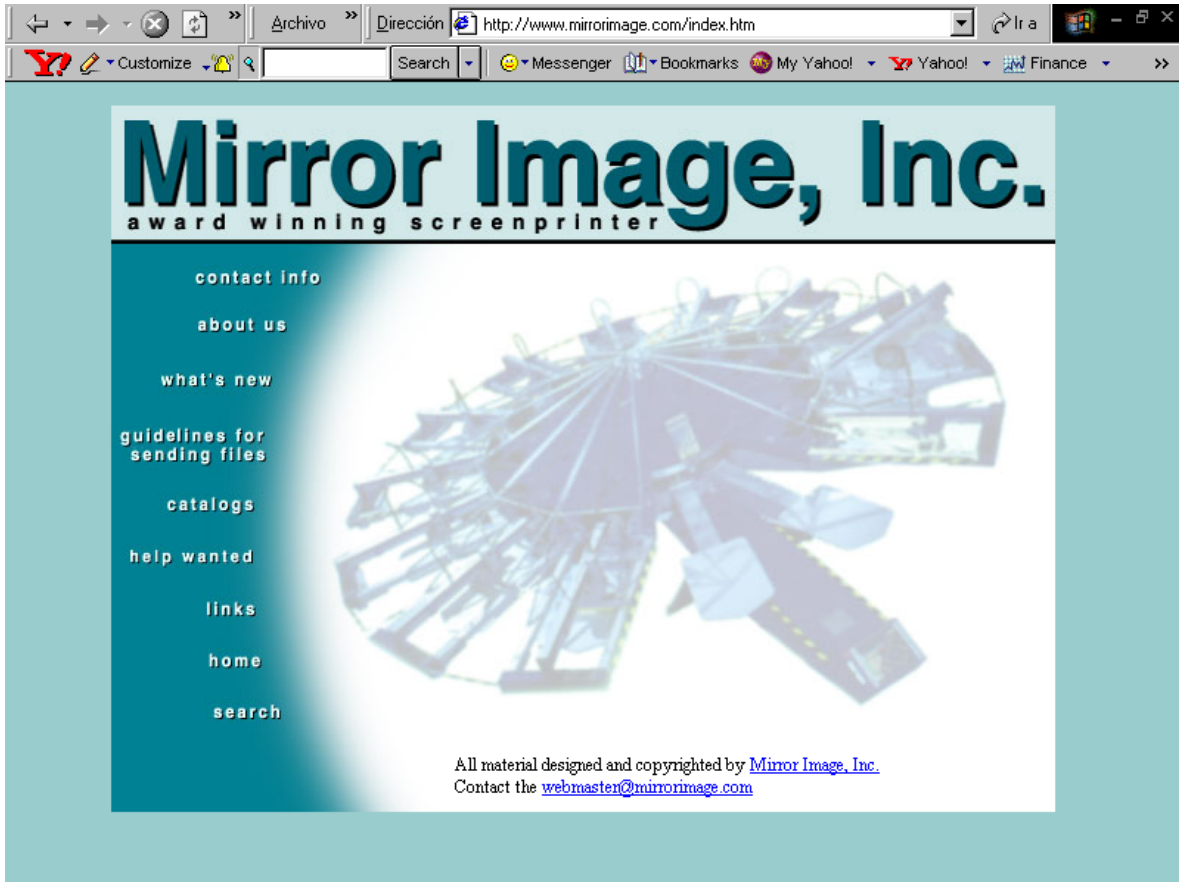 Archivo Dirección http://www.mirrorimage.com/index.htm Ir a
Y! Customize Search Messenger Bookmarks My Yahoo! Y! Yahoo! Finance
Mirror Image, Inc.
award winning screenprinter
contact info
about us
what's new
guidelines for
sending files
catalogs
help wanted
links
home
search
All material designed and copyrighted by Mirror Image, Inc.
Contact the webmaster@mirrorimage.com